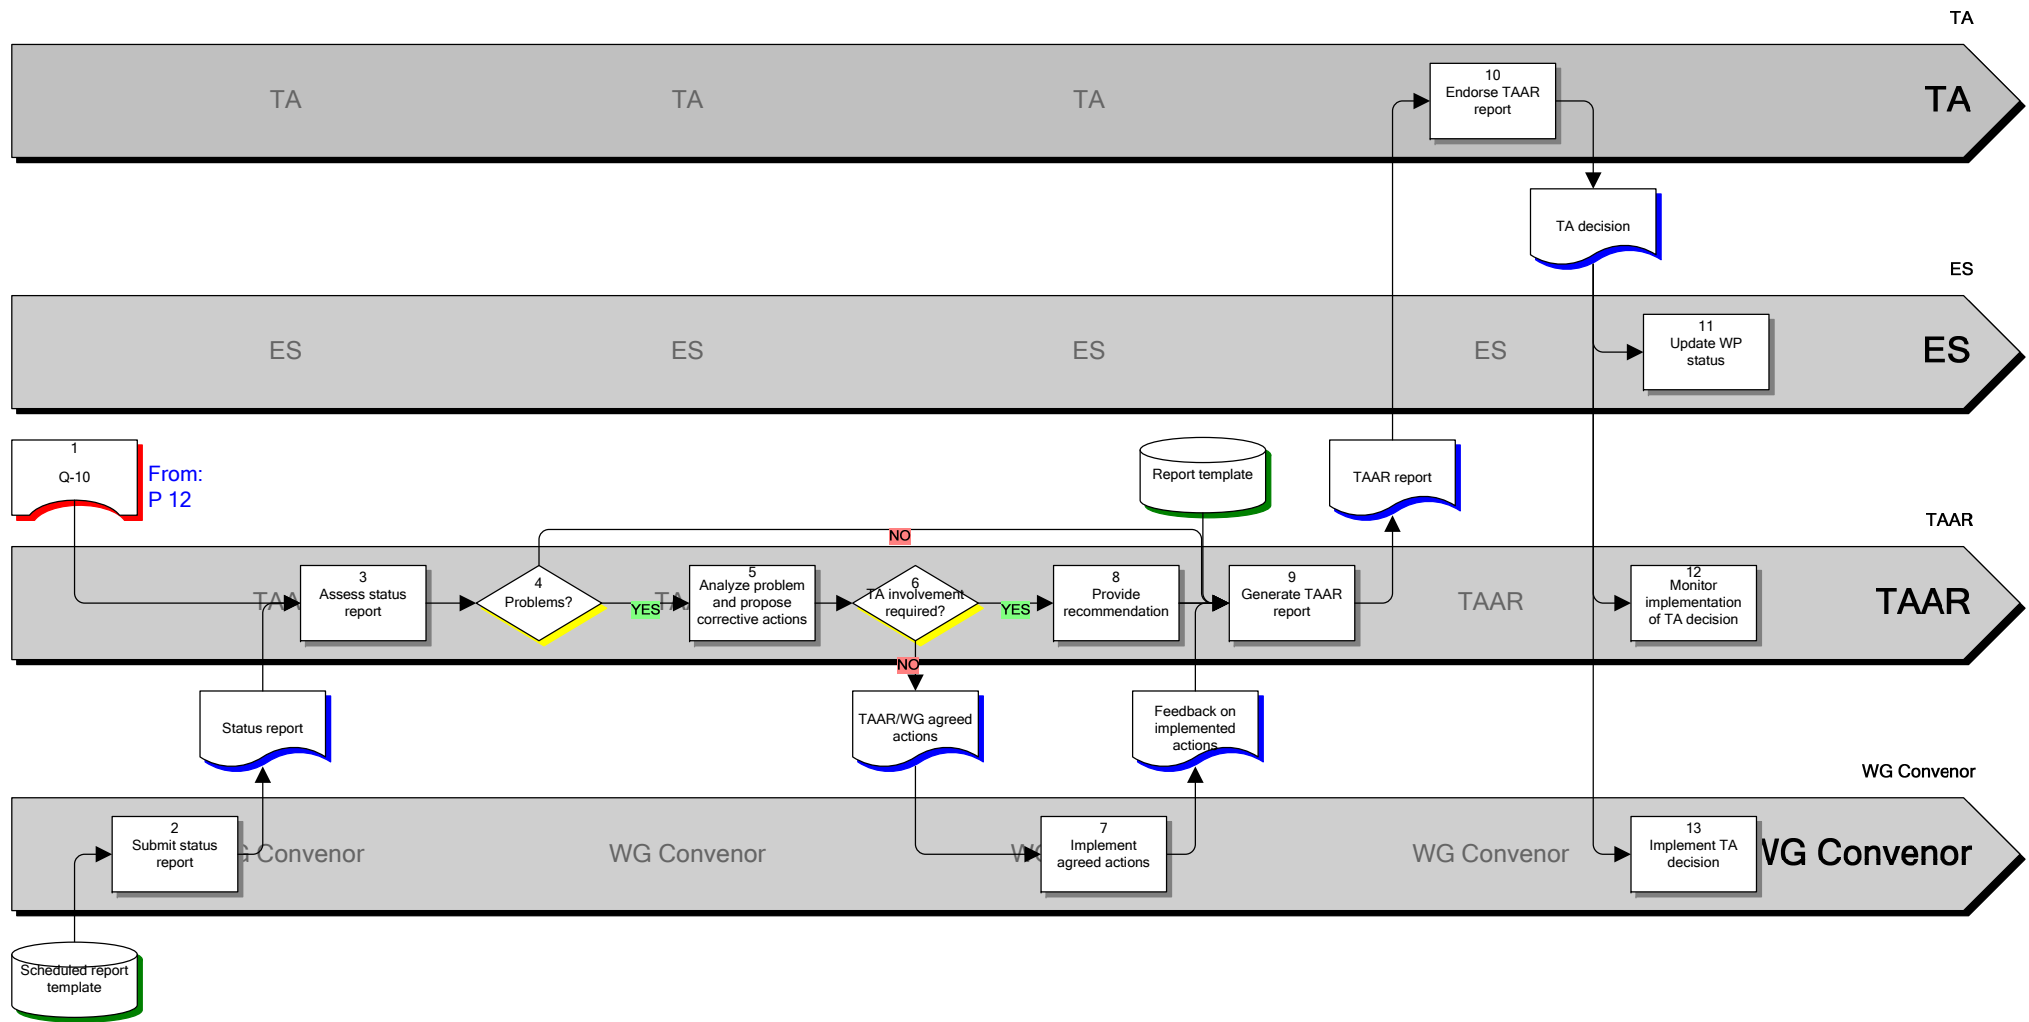 TA
TA
TA
TA
10
Endorse TAAR
report
TA
TA decision
ES
ES
ES
ES
ES
11
Update WP
status
ES
1
Q-10
From:
P 12
Report template
TAAR report
TAAR
NO
3
Assess status
report
4
Problems?
YES
5
Analyze problem
and propose
corrective actions
6
TA involvement
required?
YES
8
Provide
recommendation
9
Generate TAAR
report
TAAR
12
Monitor
implementation
of TA decision
TAAR
NO
Status report
TAAR/WG agreed
actions
Feedback on
implemented
actions
WG Convenor
2
Submit status
report
Convenor
WG Convenor
7
Implement
agreed actions
WG Convenor
13
Implement TA
decision
WG Convenor
Scheduled report
template